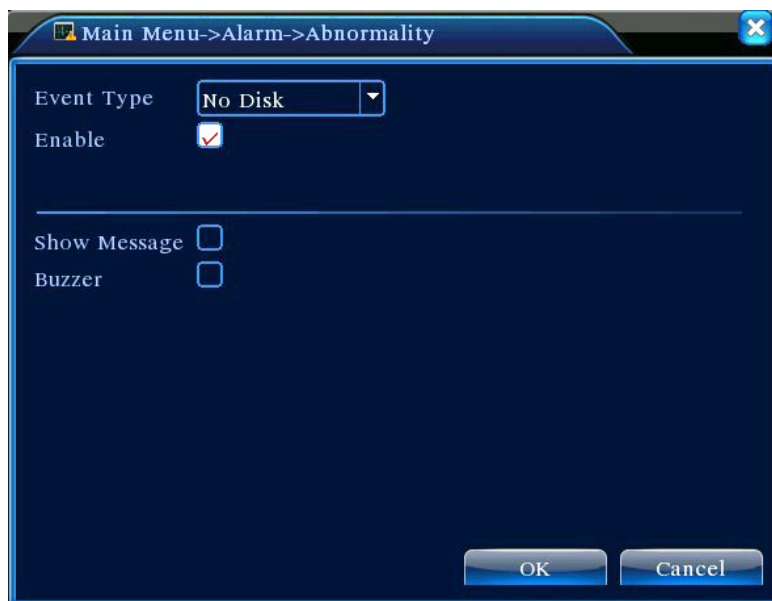 Main Menu->Alarm->Abnormality
Event Type No Disk
Enable
Show Message
Buzzer
OK Cancel